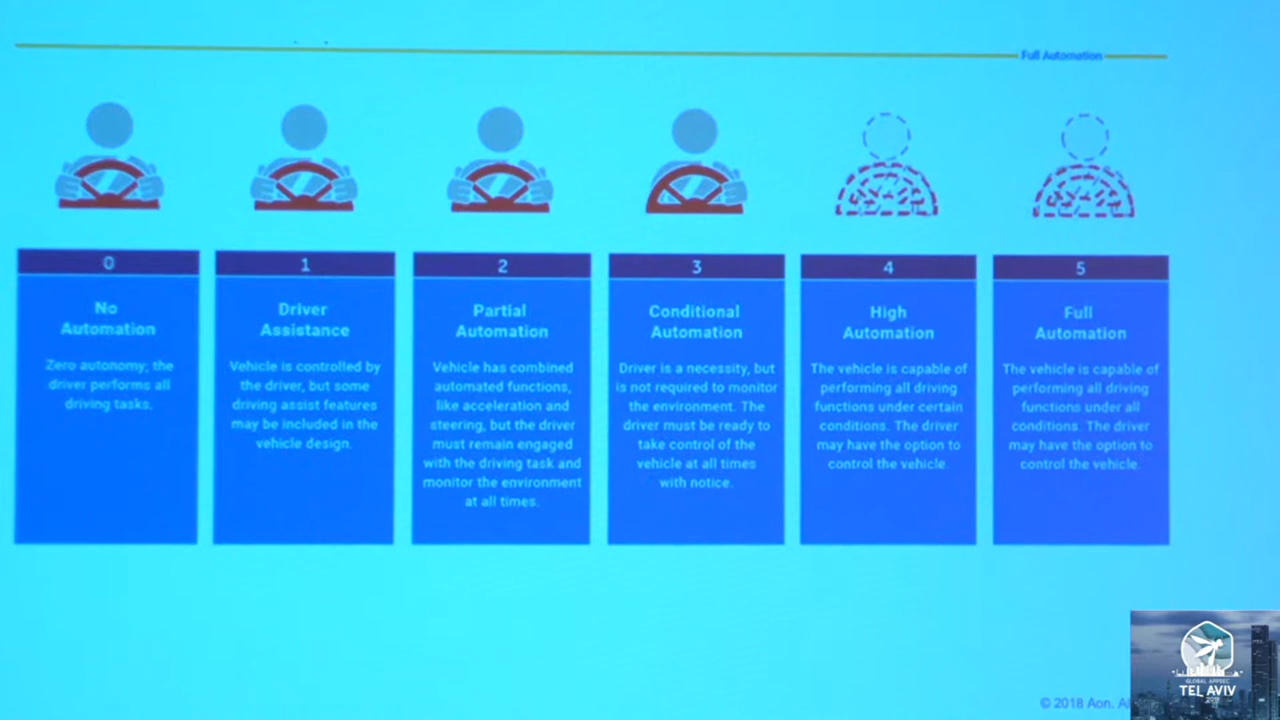 Full Automation
0
No
Automation
Zero autonomy; the
driver performs all
driving tasks.
1
Driver
Assistance
Vehicle is controlled by
the driver, but some
driving assist features
may be included in the
vehicle design.
2
Partial
Automation
Vehicle has combined
automated functions,
like acceleration and
steering, but the driver
must remain engaged
with the driving task and
monitor the environment
at all times.
3
Conditional
Automation
Driver is a necessity, but
is not required to monitor
the environment. The
driver must be ready to
take control of the
vehicle at all times
with notice.
4
High
Automation
The vehicle is capable of
performing all driving
functions under certain
conditions. The driver
may have the option to
control the vehicle.
5
Full
Automation
The vehicle is capable of
performing all driving
functions under all
conditions. The driver
may have the option to
control the vehicle.
© 2018 Aon.
GLOBAL APPSEC
TEL AVIV
2019